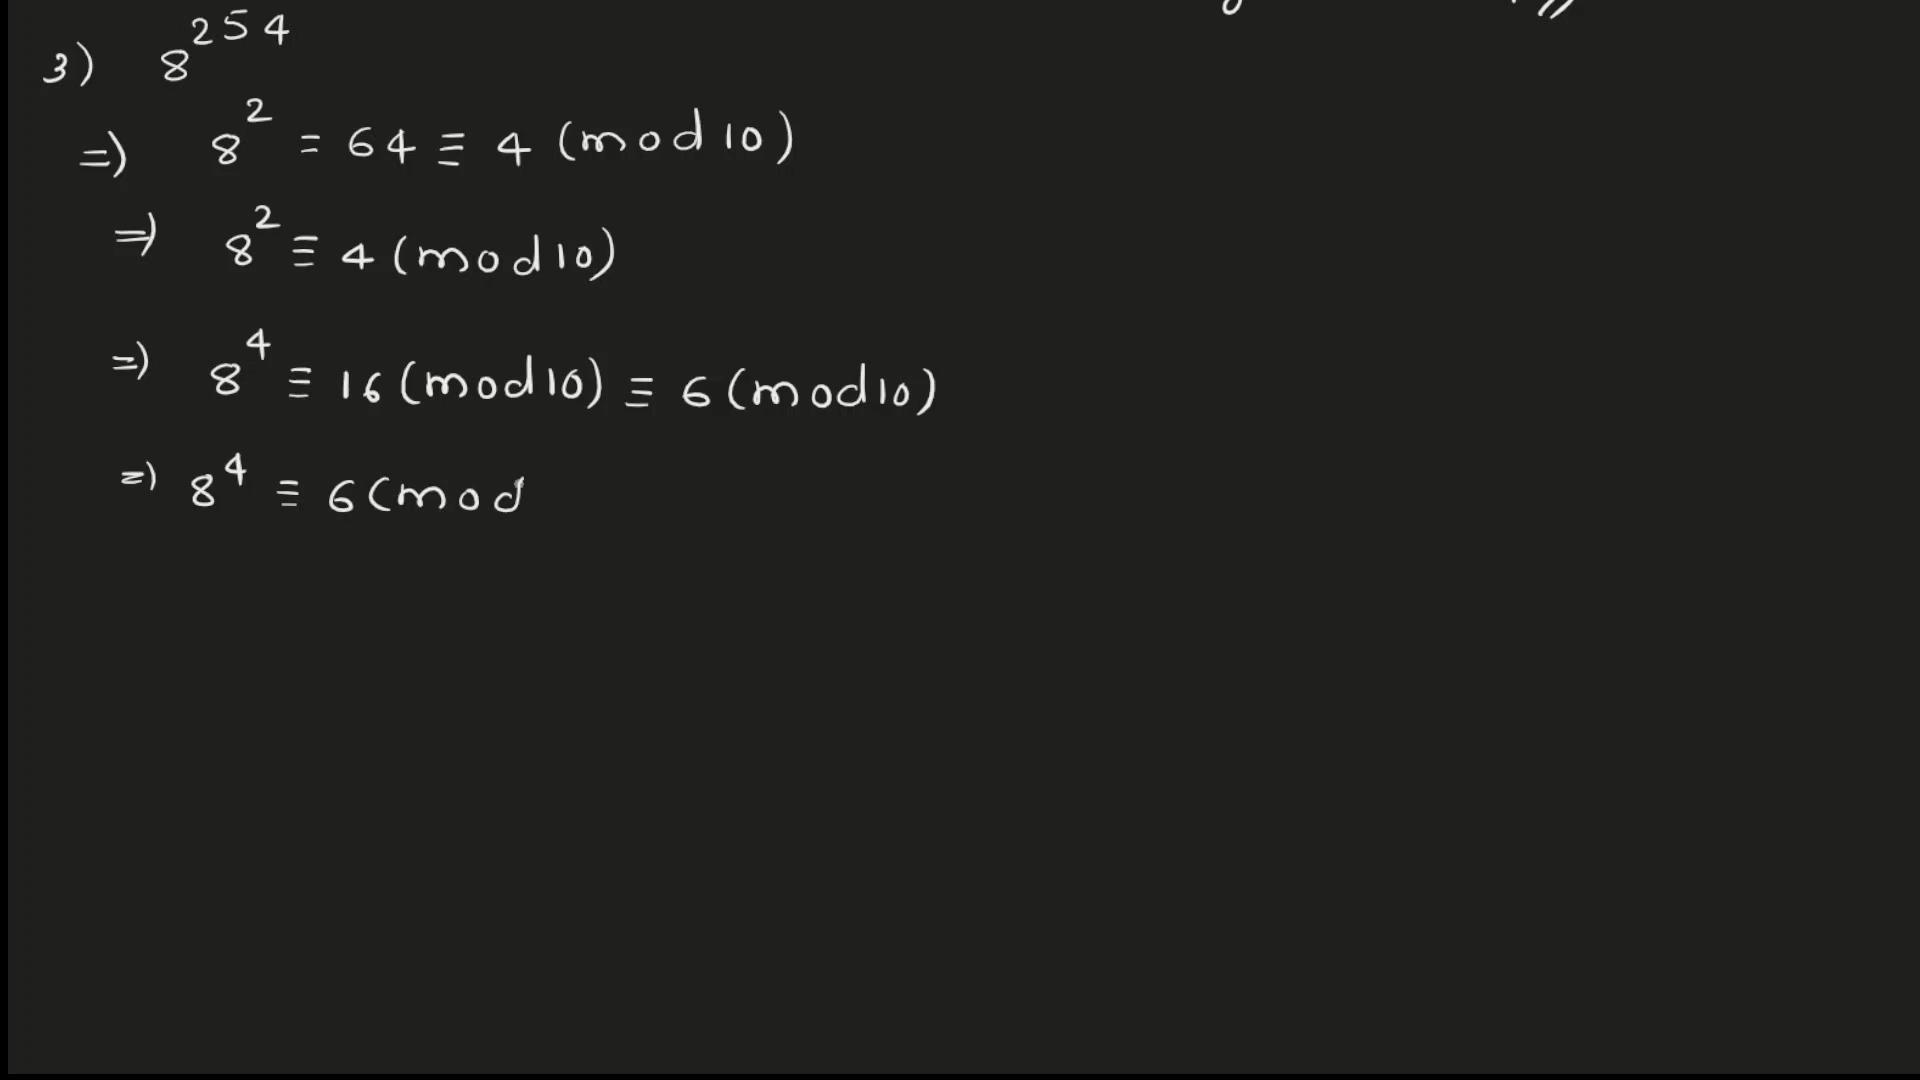 3) 8^254
=) 8^2 = 64 ≡ 4 (mod 10)
=) 8^2 ≡ 4 (mod 10)
=) 8^4 ≡ 16 (mod 10) ≡ 6 (mod 10)
=) 8^4 ≡ 6 (mod